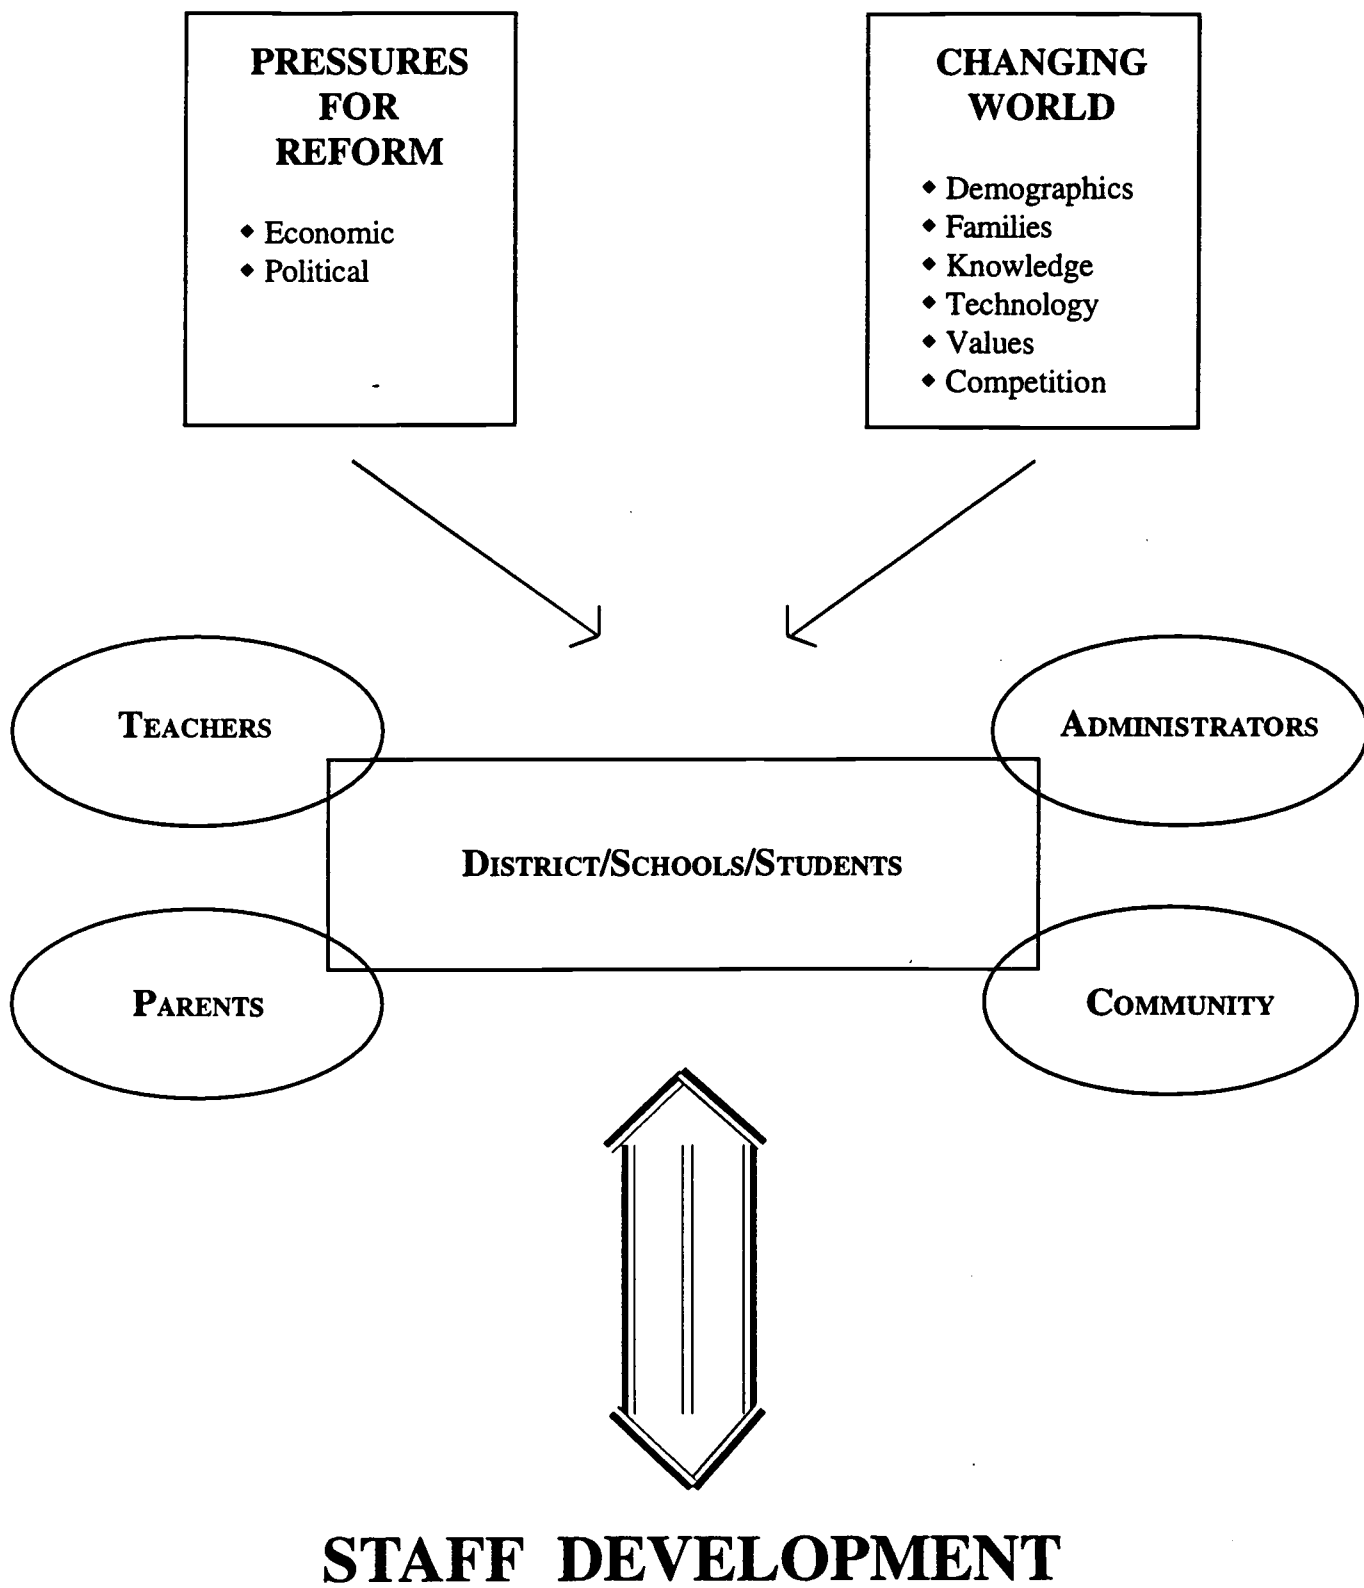 PRESSURES
FOR
REFORM
◆ Economic
◆ Political
CHANGING
WORLD
◆ Demographics
◆ Families
◆ Knowledge
◆ Technology
◆ Values
◆ Competition
TEACHERS
ADMINISTRATORS
DISTRICT/SCHOOLS/STUDENTS
PARENTS
COMMUNITY
STAFF DEVELOPMENT